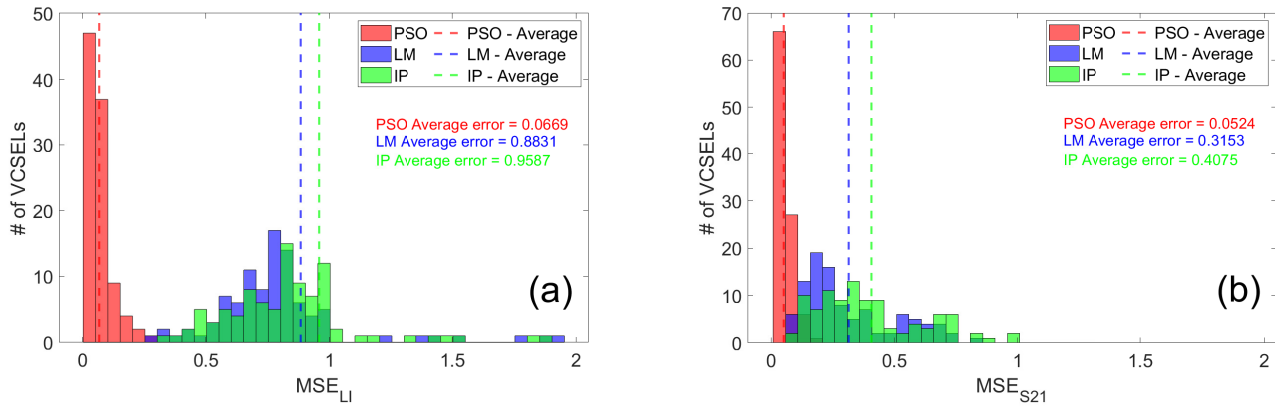 50
40
30
20
10
0
# of VCSELs
0
0.5
1
1.5
2
MSE_LI
PSO
LM
IP
PSO - Average
LM - Average
IP - Average
PSO Average error = 0.0669
LM Average error = 0.8831
IP Average error = 0.9587
(a)
70
60
50
40
30
20
10
0
# of VCSELs
0
0.5
1
1.5
2
MSE_S21
PSO
LM
IP
PSO - Average
LM - Average
IP - Average
PSO Average error = 0.0524
LM Average error = 0.3153
IP Average error = 0.4075
(b)